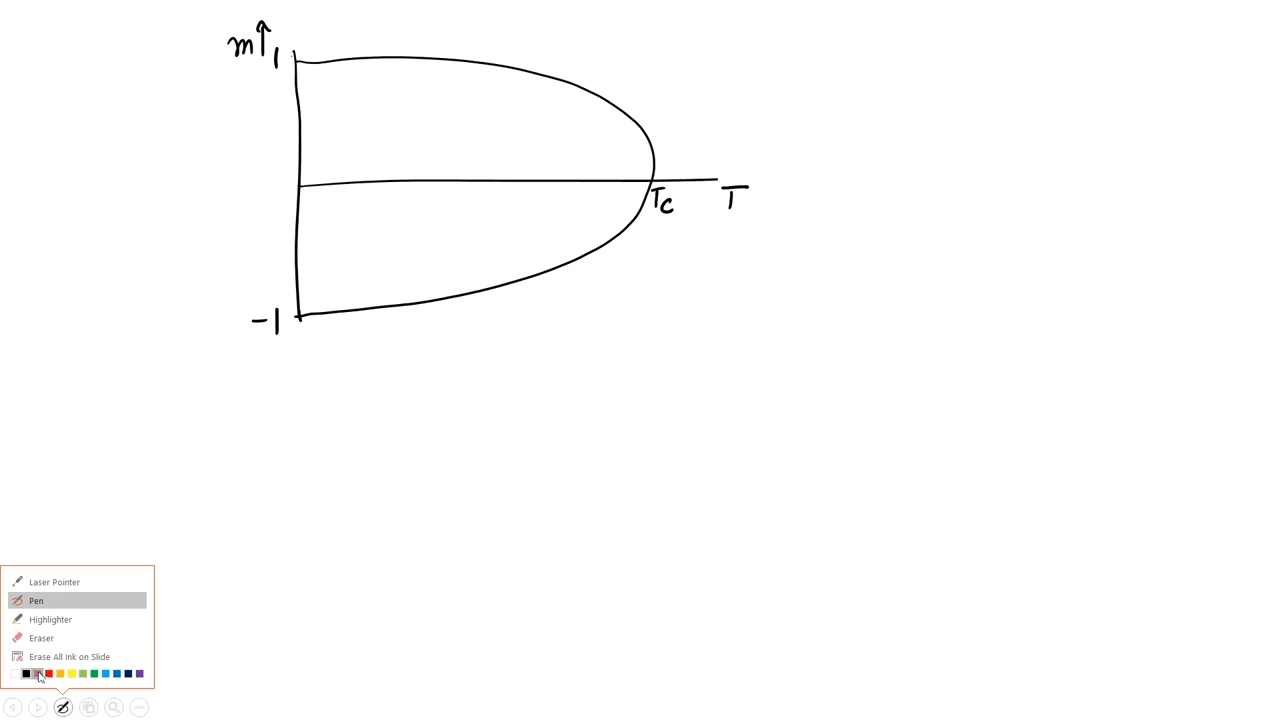 m↑ 1
Tc T
-1
Laser Pointer
Pen
Highlighter
Eraser
Erase All Ink on Slide